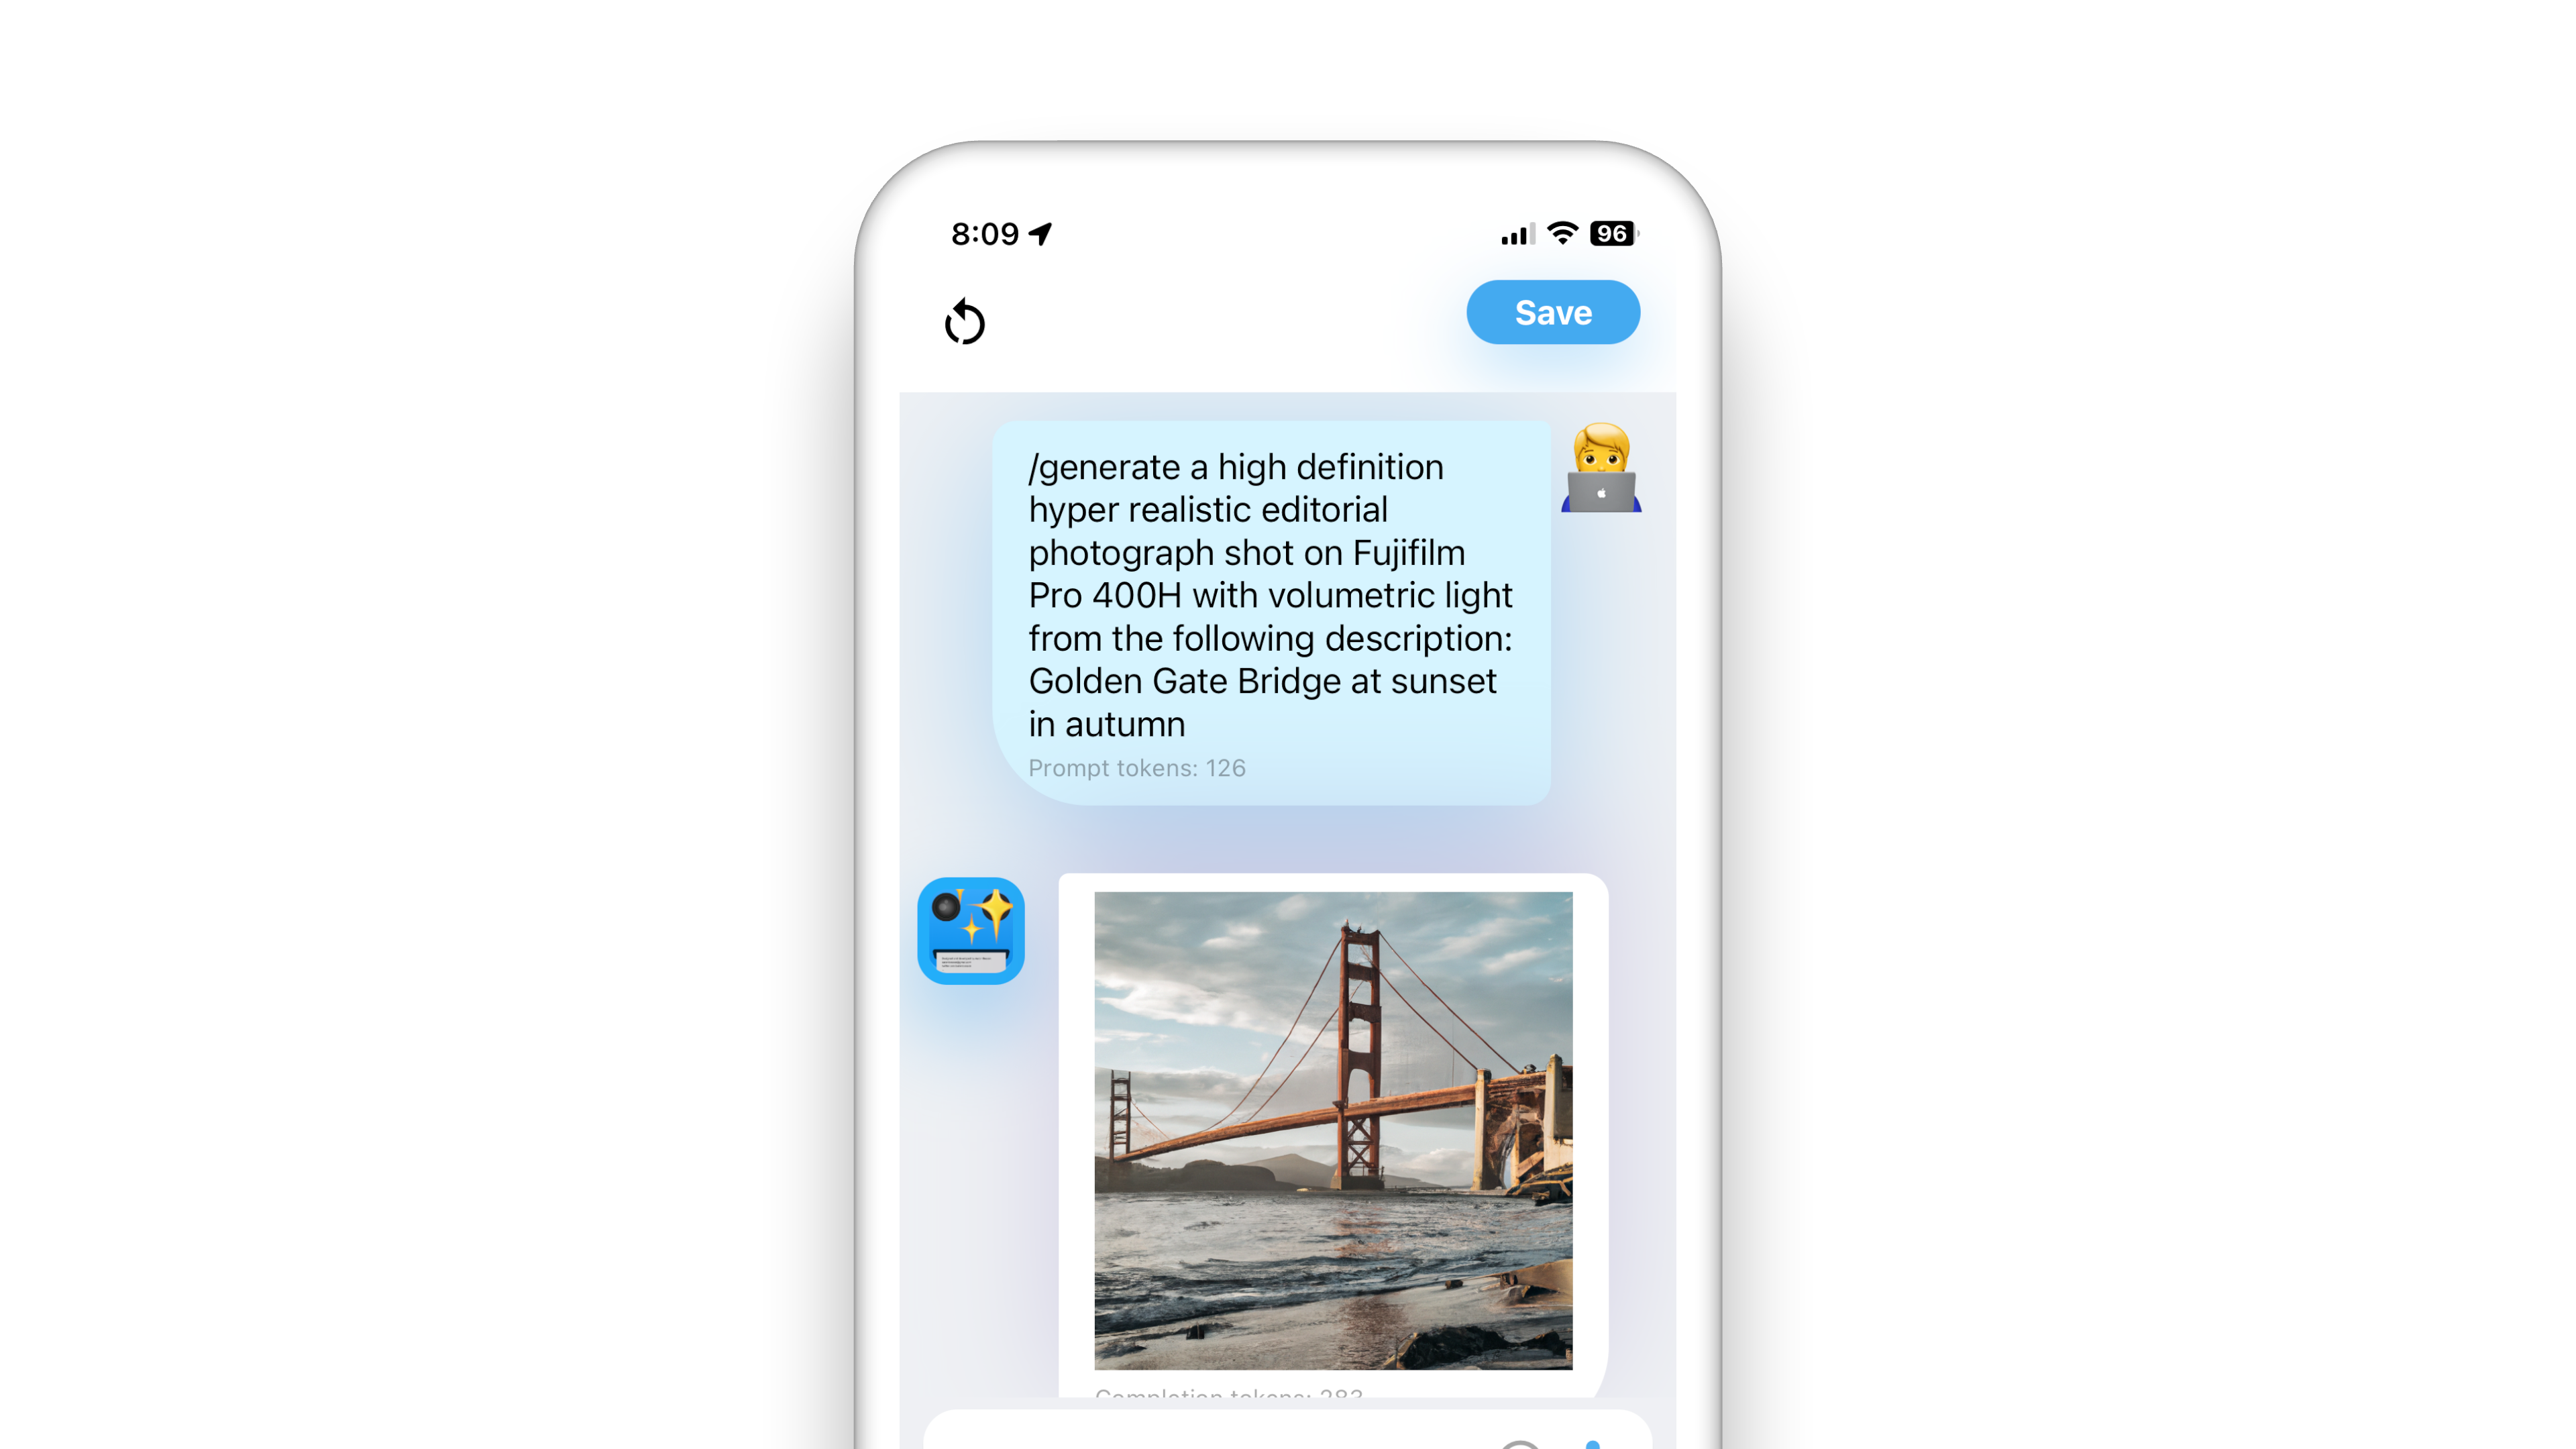 8:09
96
Save
/generate a high definition
hyper realistic editorial
photograph shot on Fujifilm
Pro 400H with volumetric light
from the following description:
Golden Gate Bridge at sunset
in autumn
Prompt tokens: 126
Completion tokens: 283